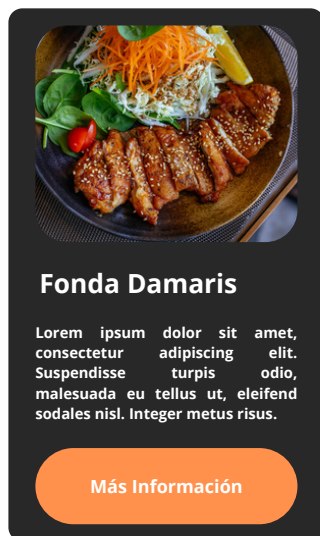 Fonda Damaris
Lorem ipsum dolor sit amet,
consectetur adipiscing elit.
Suspendisse turpis odio,
malesuada eu tellus ut, eleifend
sodales nisl. Integer metus risus.
Más Información